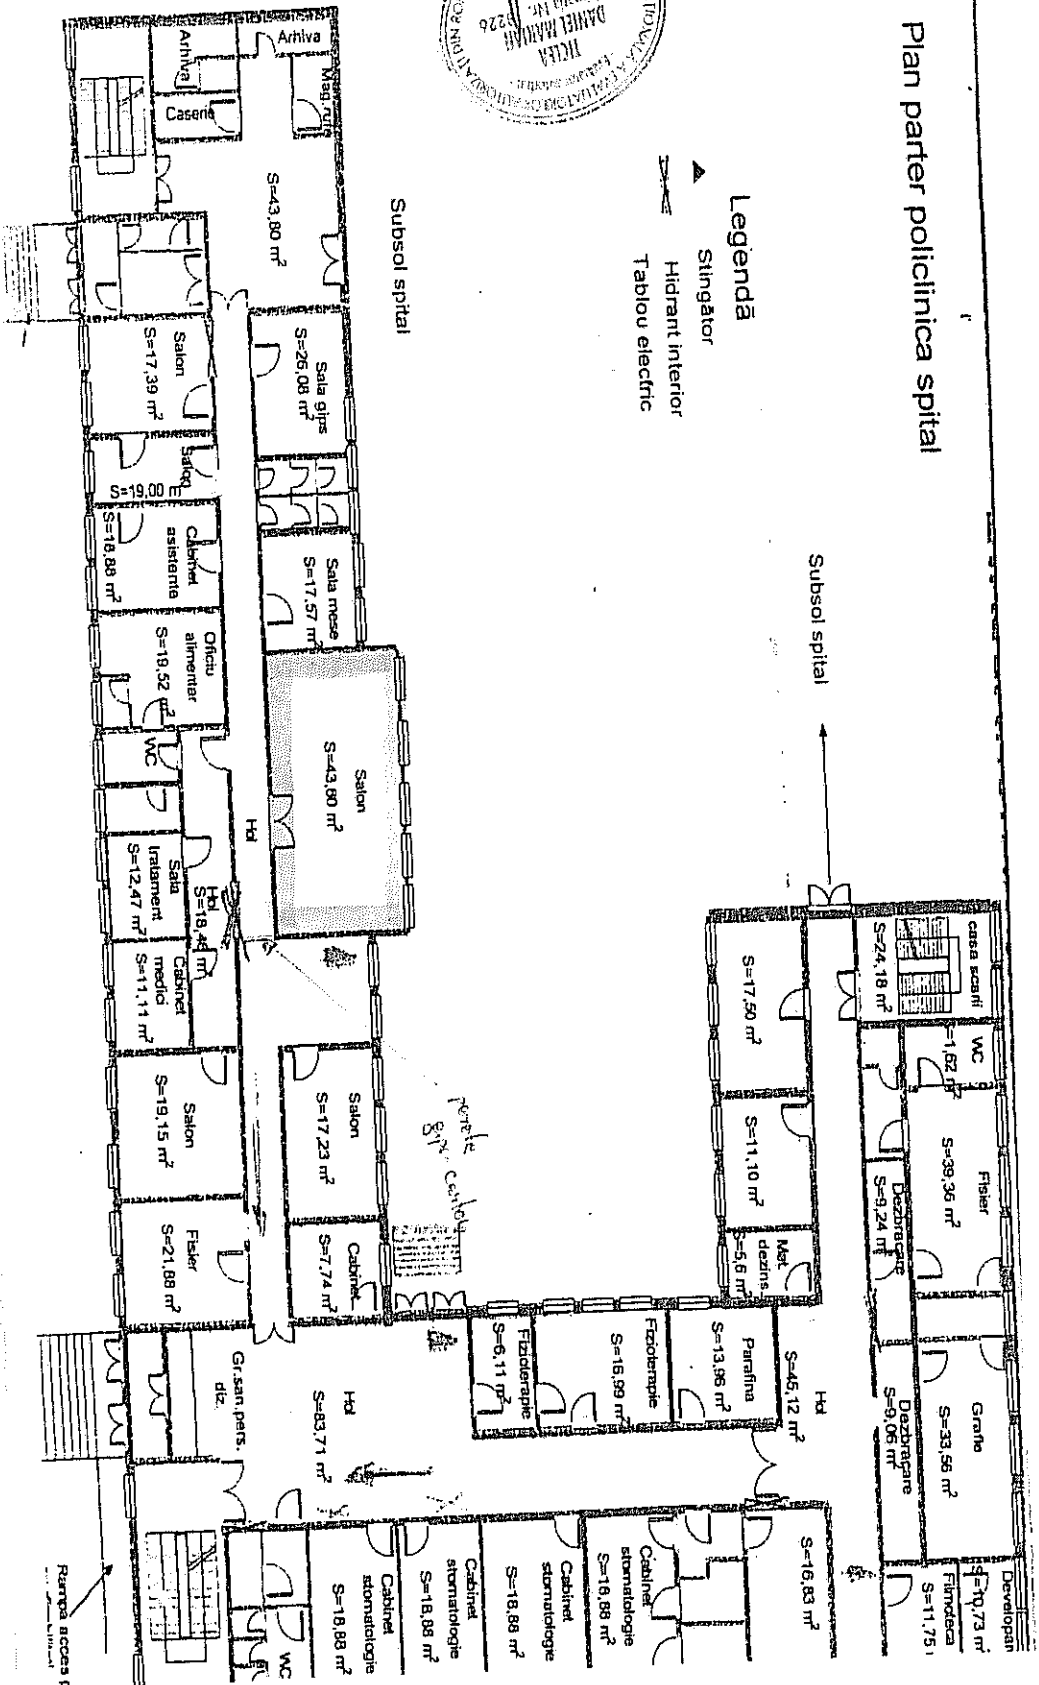 Plan parter policlinica spital
Legendă
Stingător
Hidrant interior
Tablou electric
Subsol spital
Subsol spital
DANIEL MARIAN
casa scarii
S=24,18 m²
WC
S=1,62 m²
Fisier
S=39,36 m²
Dezbracare
S=9,24 m²
Grafie
S=33,56 m²
Dezbracare
S=9,06 m²
Developare
S=10,73 m²
Filmoteca
S=11,75
S=17,50 m²
S=11,10 m²
Mat.
dezins.
S=5,6 m²
Hol
S=45,12 m²
Parafina
S=13,96 m²
Fizioterapie
S=16,99 m²
Fizioterapie
S=6,11 m²
S=16,83 m²
Cabinet
stomatologie
S=18,88 m²
Cabinet
stomatologie
S=18,88 m²
Cabinet
stomatologie
S=18,88 m²
Cabinet
stomatologie
S=18,88 m²
WC
Arhiva
Arhiva
Mag.rufe
Caserie
S=43,80 m²
Sala gips
S=26,08 m²
Sala mese
S=17,57 m²
Salon
S=43,80 m²
perete
gips-carton
Salon
S=17,23 m²
Cabinet
S=7,74 m²
Hol
Salon
S=17,39 m²
Salon
S=19,00 m
Cabinet
asistente
S=18,88 m²
Oficiu
alimentar
S=19,52 m²
WC
Hol
S=18,46 m²
Sala
tratament
S=12,47 m²
Cabinet
medici
S=11,11 m²
Salon
S=19,15 m²
Fisier
S=21,88 m²
Hol
S=83,71 m²
Gr.san.pers.
diz.
Rampa acces p